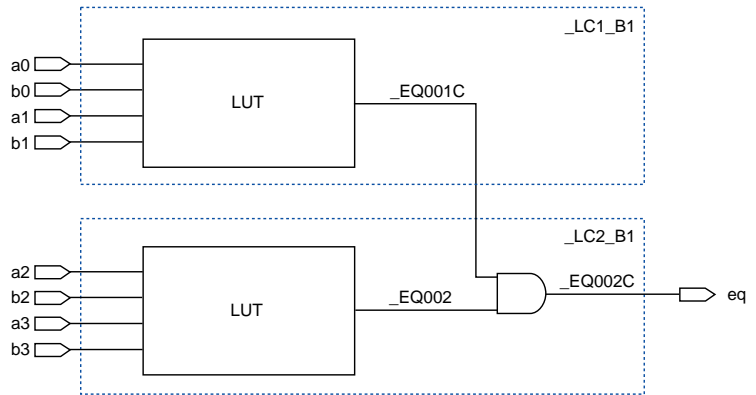 _LC1_B1
a0
b0
a1
b1
LUT
_EQ001C
_LC2_B1
a2
b2
a3
b3
LUT
_EQ002
_EQ002C
eq